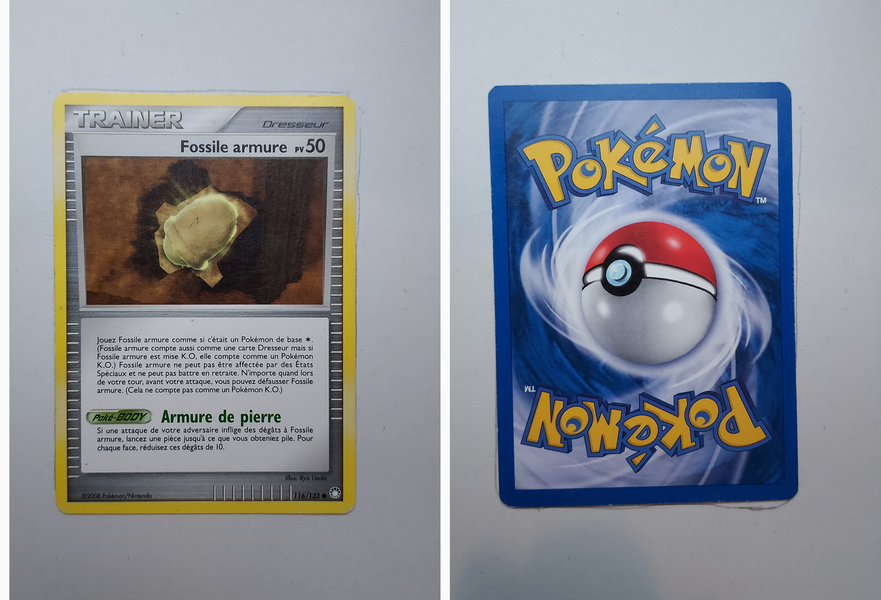 TRAINER
Dresseur
Fossile armure PV 50
Jouez Fossile armure comme si c'était un Pokémon de base ✶.
(Fossile armure compte aussi comme une carte Dresseur mais si
Fossile armure est mise K.O, elle compte comme un Pokémon
K.O.) Fossile armure ne peut pas être affectée par des États
Spéciaux et ne peut pas battre en retraite. N'importe quand lors
de votre tour, avant votre attaque, vous pouvez défausser Fossile
armure. (Cela ne compte pas comme un Pokémon K.O.)
Poké-BODY Armure de pierre
Si une attaque de votre adversaire inflige des dégâts à Fossile
armure, lancez une pièce jusqu'à ce que vous obteniez pile. Pour
chaque face, réduisez ces dégâts de 10.
Illus. Ryo Ueda
©2008 Pokémon/Nintendo
116/123
POKéMON
TM
TM
POKéMON